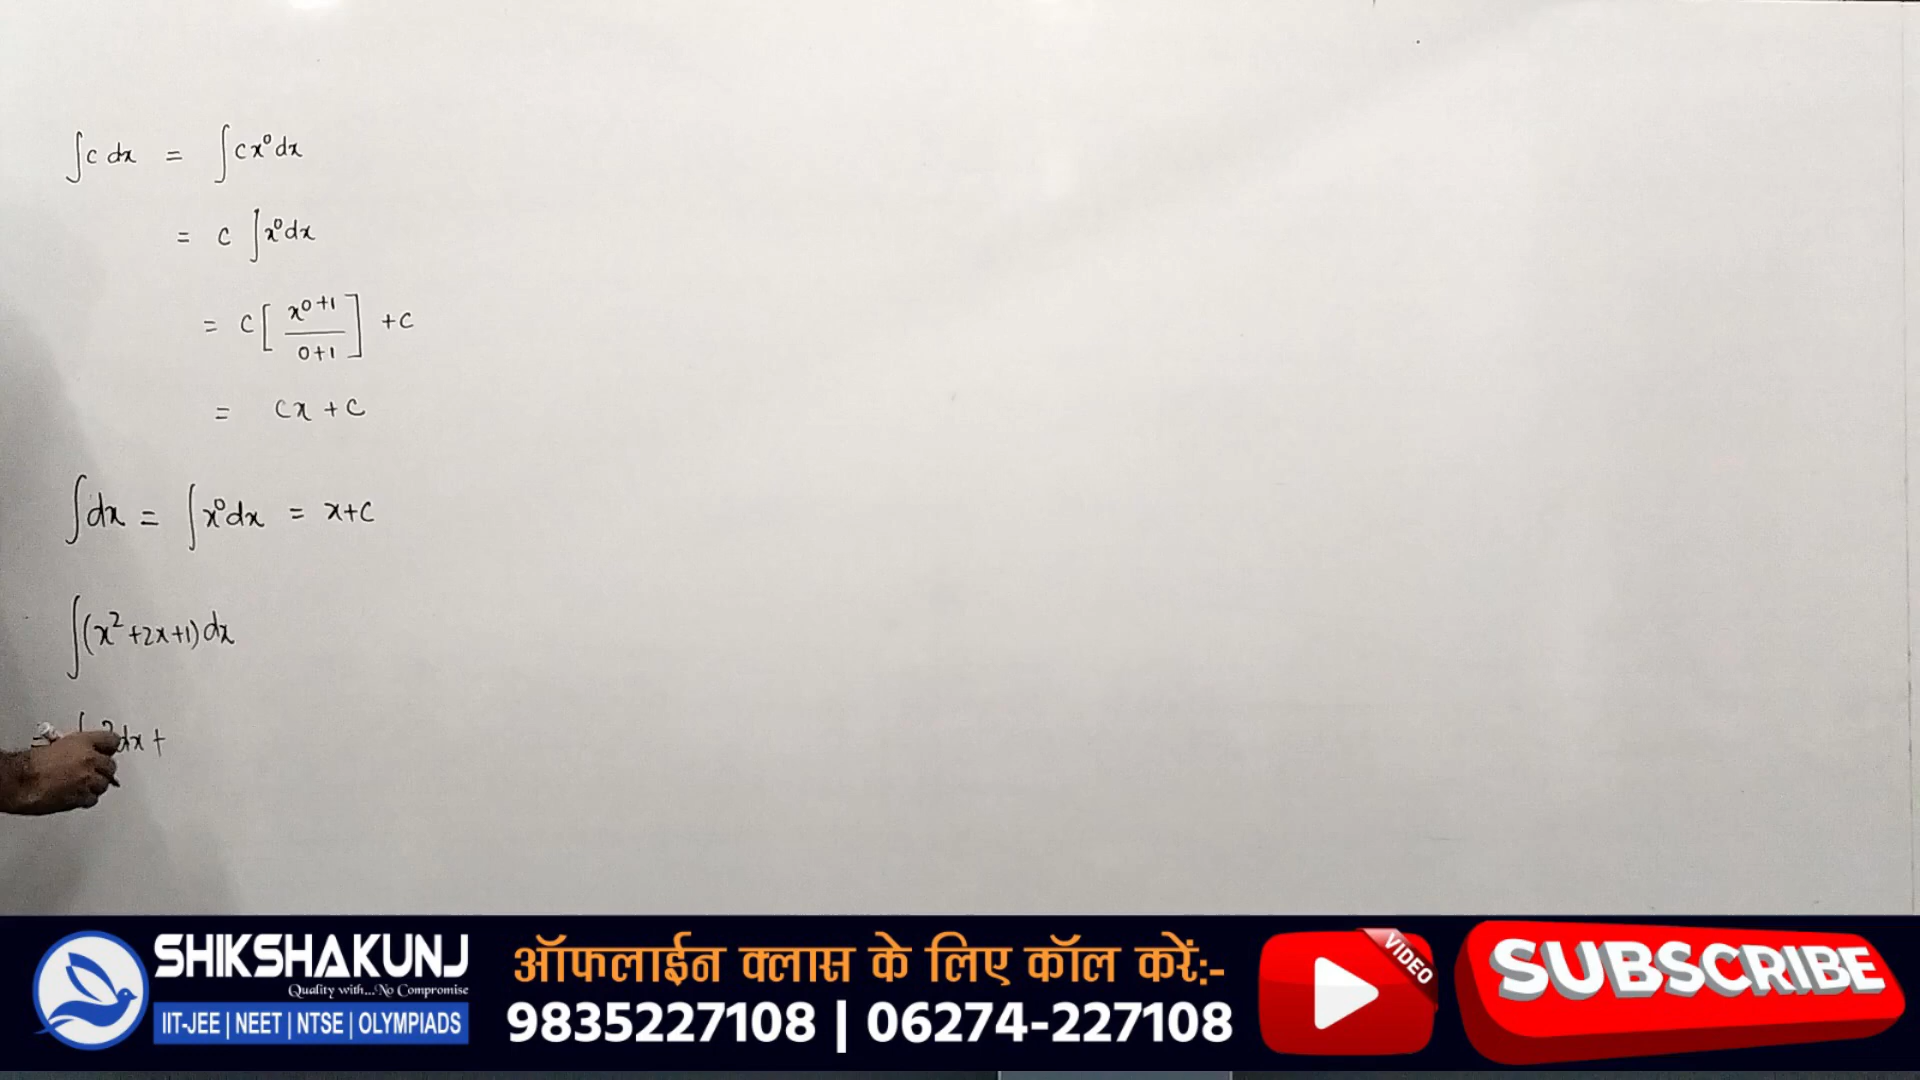 ∫c dx = ∫cx⁰dx
= c ∫x⁰dx
= c[x⁰⁺¹/0+1] +c
= cx +c
∫dx = ∫x⁰dx = x+c
∫(x²+2x+1)dx
dx +
SHIKSHAKUNJ
Quality with...No Compromise
IIT-JEE | NEET | NTSE | OLYMPIADS
ऑफलाईन क्लास के लिए कॉल करें:-
9835227108 | 06274-227108
VIDEO
SUBSCRIBE